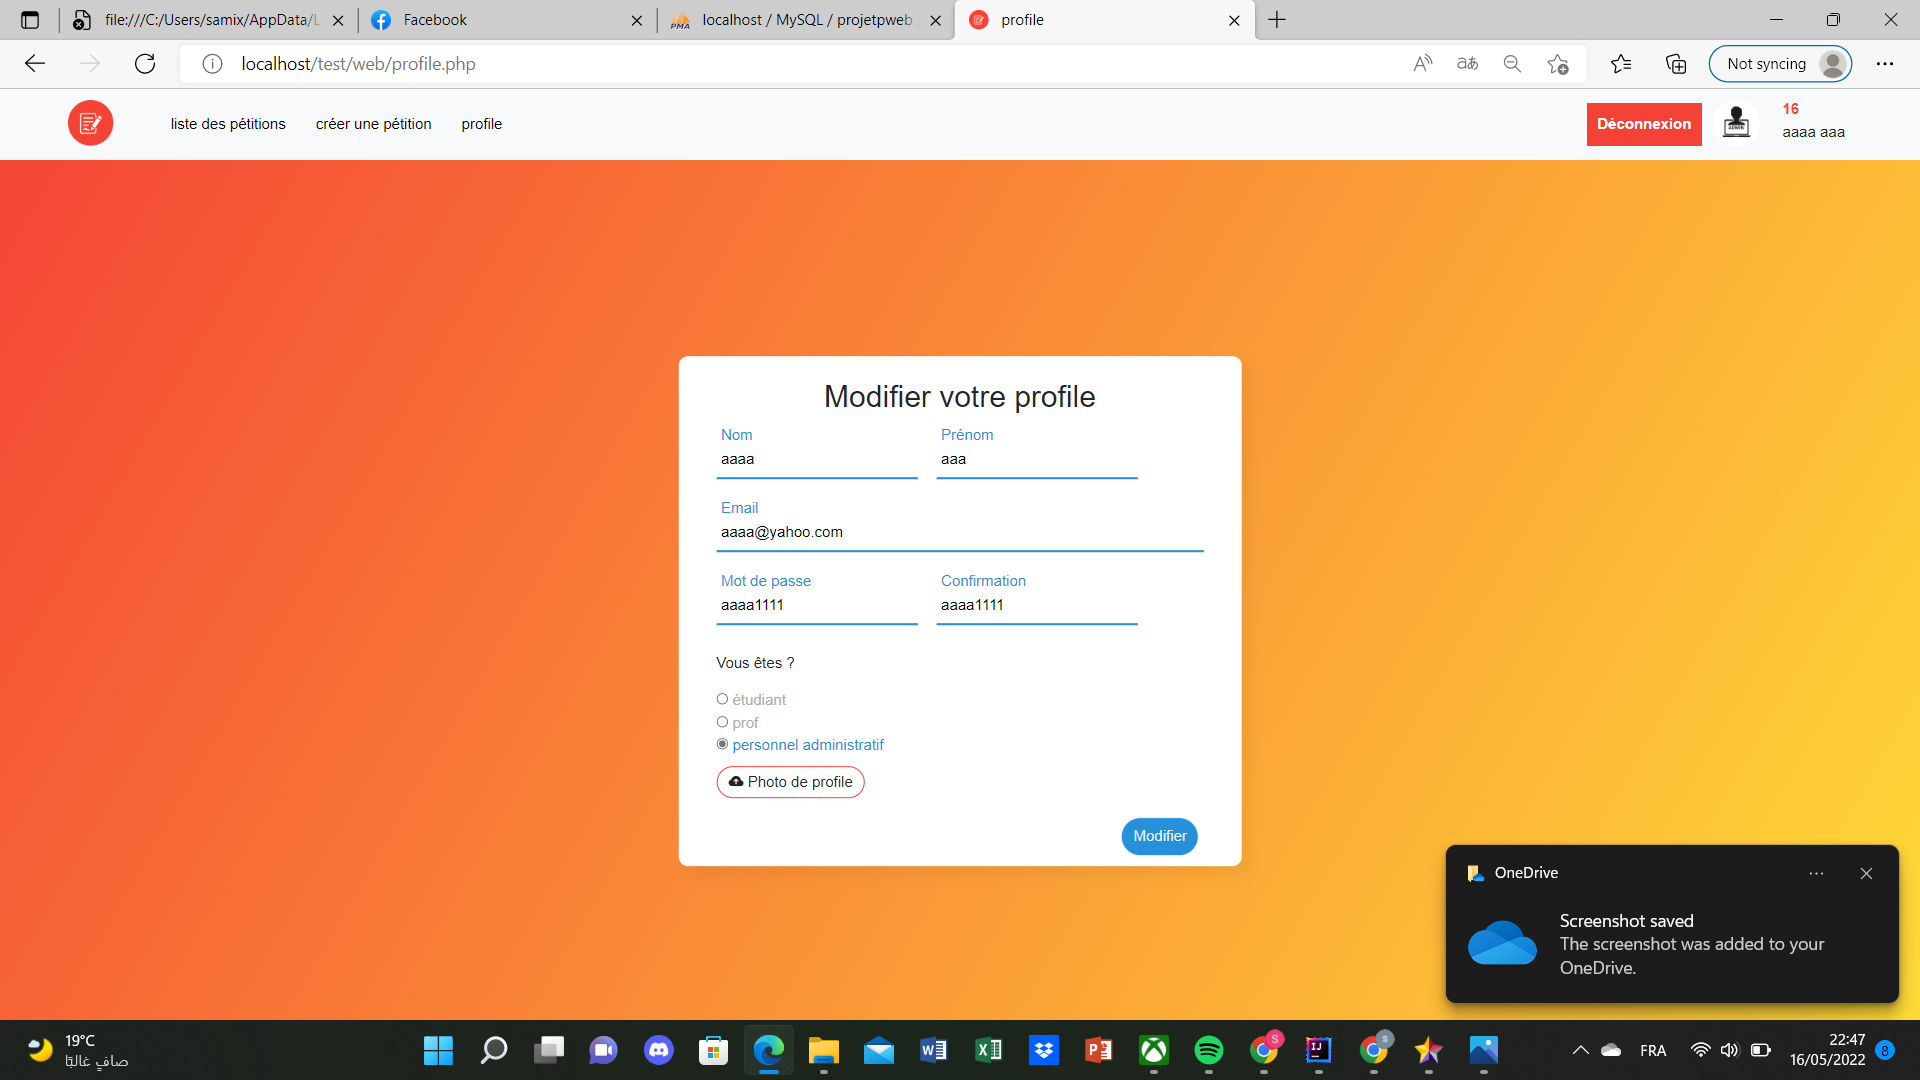 file:///C:/Users/samix/AppData/L
Facebook
localhost / MySQL / projetpweb
profile
localhost/test/web/profile.php
Not syncing
liste des pétitions
créer une pétition
profile
Déconnexion
16
aaaa aaa
Modifier votre profile
Nom
Prénom
aaaa
aaa
Email
aaaa@yahoo.com
Mot de passe
Confirmation
aaaa1111
aaaa1111
Vous êtes ?
étudiant
prof
personnel administratif
Photo de profile
Modifier
OneDrive
Screenshot saved
The screenshot was added to your
OneDrive.
19°C
صافٍ غالبًا
FRA
22:47
16/05/2022
8